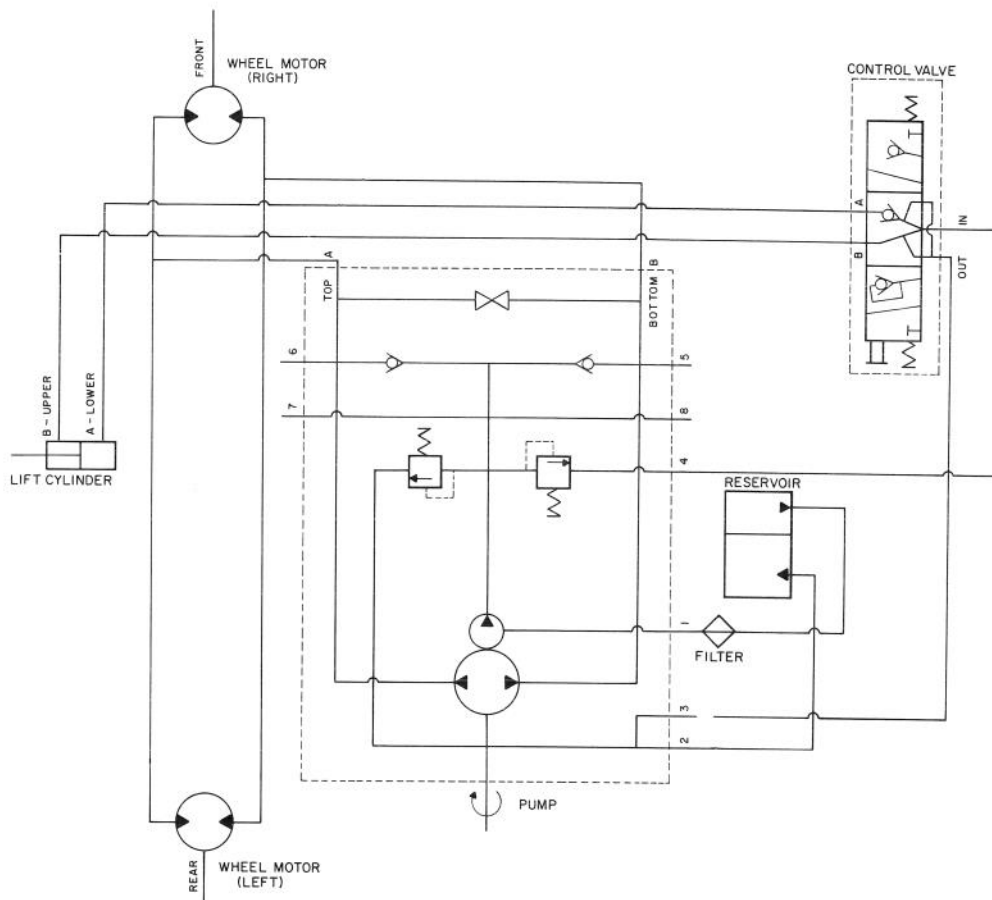 FRONT
WHEEL MOTOR
(RIGHT)
CONTROL VALVE
A
B
IN
OUT
A
TOP
B
BOTTOM
6
5
7
8
4
B - UPPER
A - LOWER
LIFT CYLINDER
RESERVOIR
1
FILTER
3
2
PUMP
REAR
WHEEL MOTOR
(LEFT)